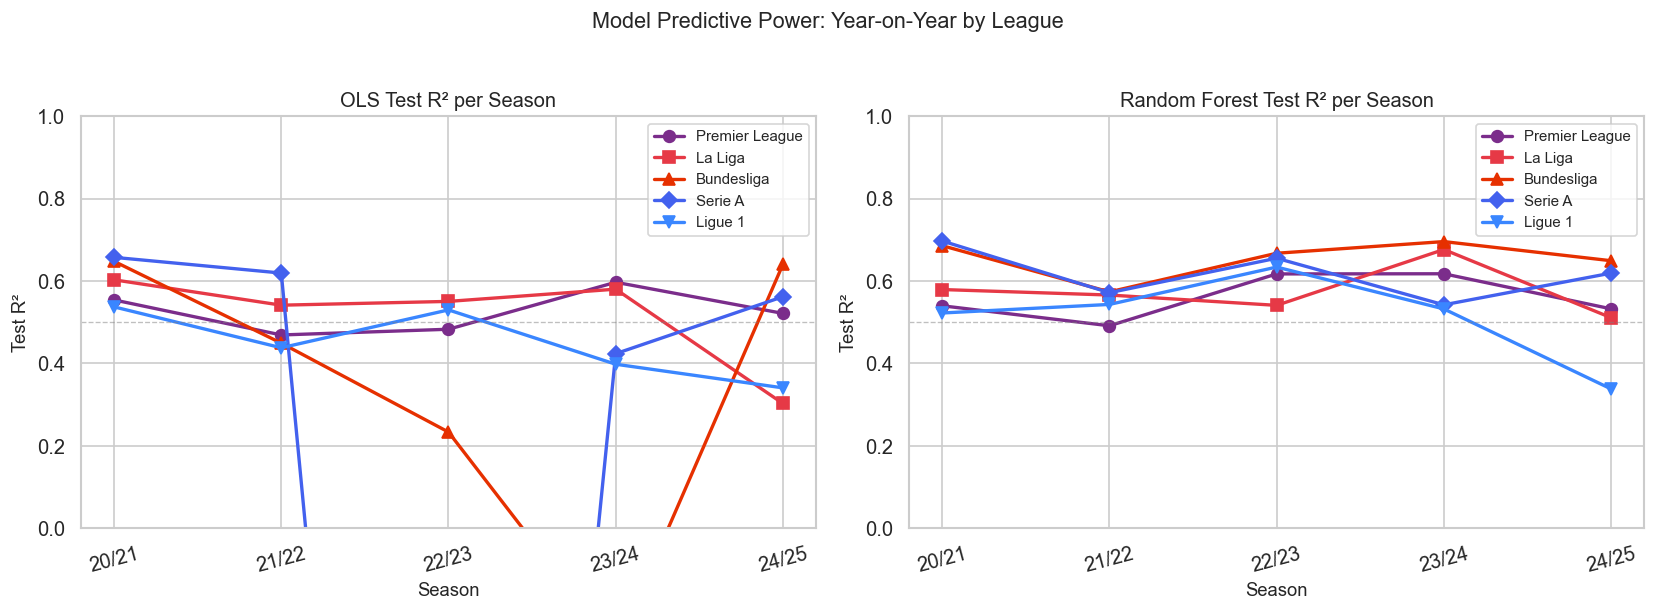 Model Predictive Power: Year-on-Year by League
OLS Test R² per Season
1.0
0.8
0.6
0.4
0.2
0.0
Test R²
20/21
21/22
22/23
23/24
24/25
Season
Premier League
La Liga
Bundesliga
Serie A
Ligue 1
Random Forest Test R² per Season
1.0
0.8
0.6
0.4
0.2
0.0
Test R²
20/21
21/22
22/23
23/24
24/25
Season
Premier League
La Liga
Bundesliga
Serie A
Ligue 1